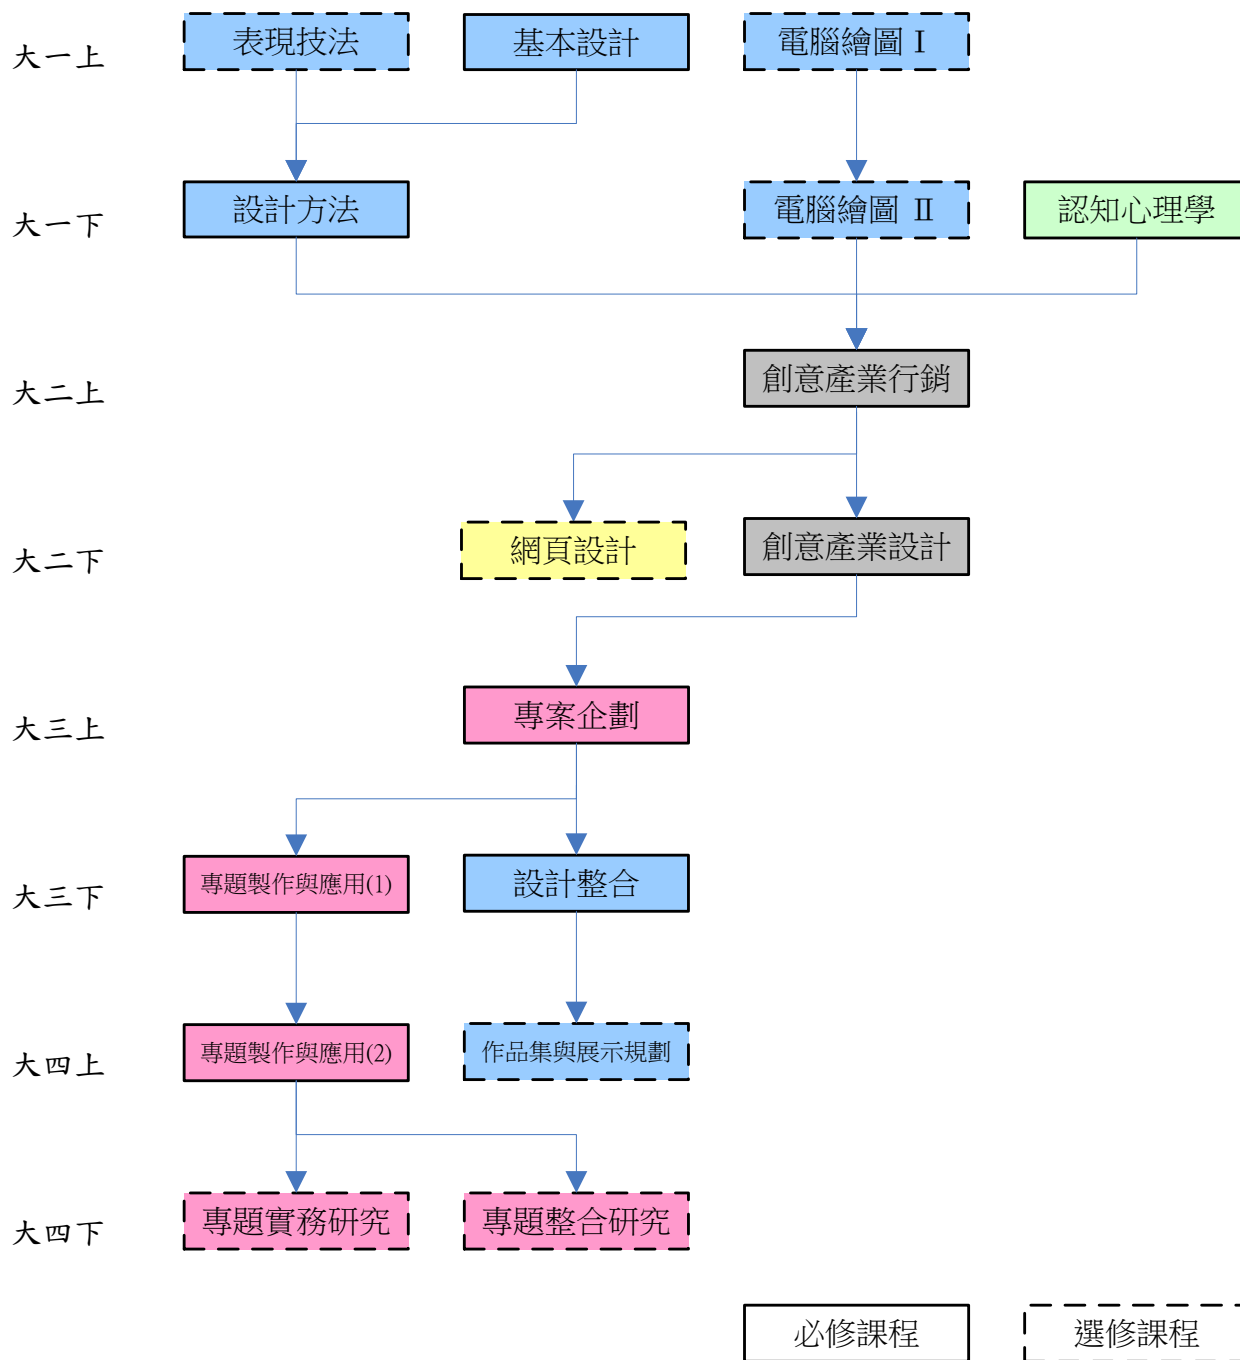 大一上
表現技法
基本設計
電腦繪圖 I
大一下
設計方法
電腦繪圖 II
認知心理學
大二上
創意產業行銷
大二下
網頁設計
創意產業設計
大三上
專案企劃
大三下
專題製作與應用(1)
設計整合
大四上
專題製作與應用(2)
作品集與展示規劃
大四下
專題實務研究
專題整合研究
必修課程
選修課程